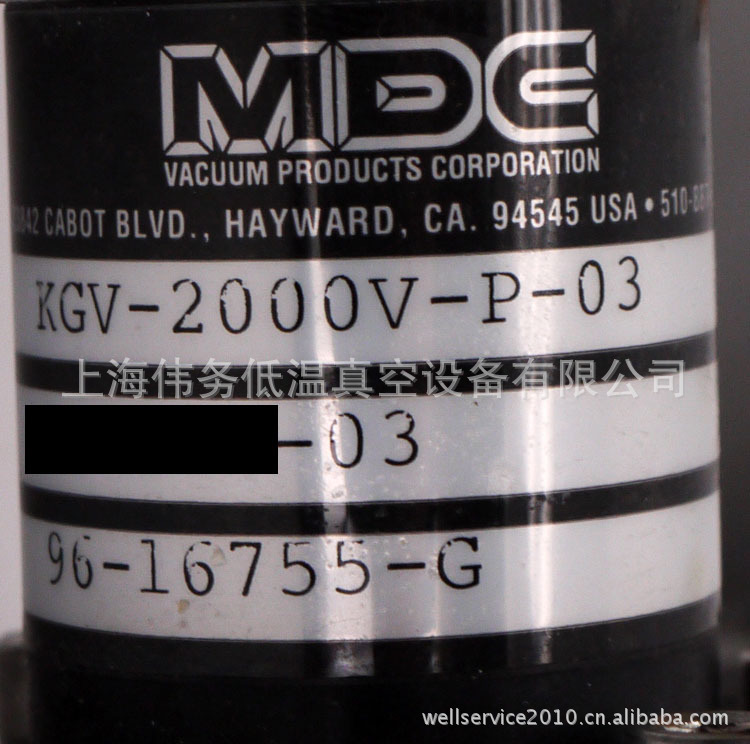 MDC
VACUUM PRODUCTS CORPORATION
CABOT BLVD., HAYWARD, CA. 94545 USA • 510-
KGV-2000V-P-03
上海伟务低温真空设备有限公司
-03
96-16755-G
wellservice2010.cn.alibaba.com